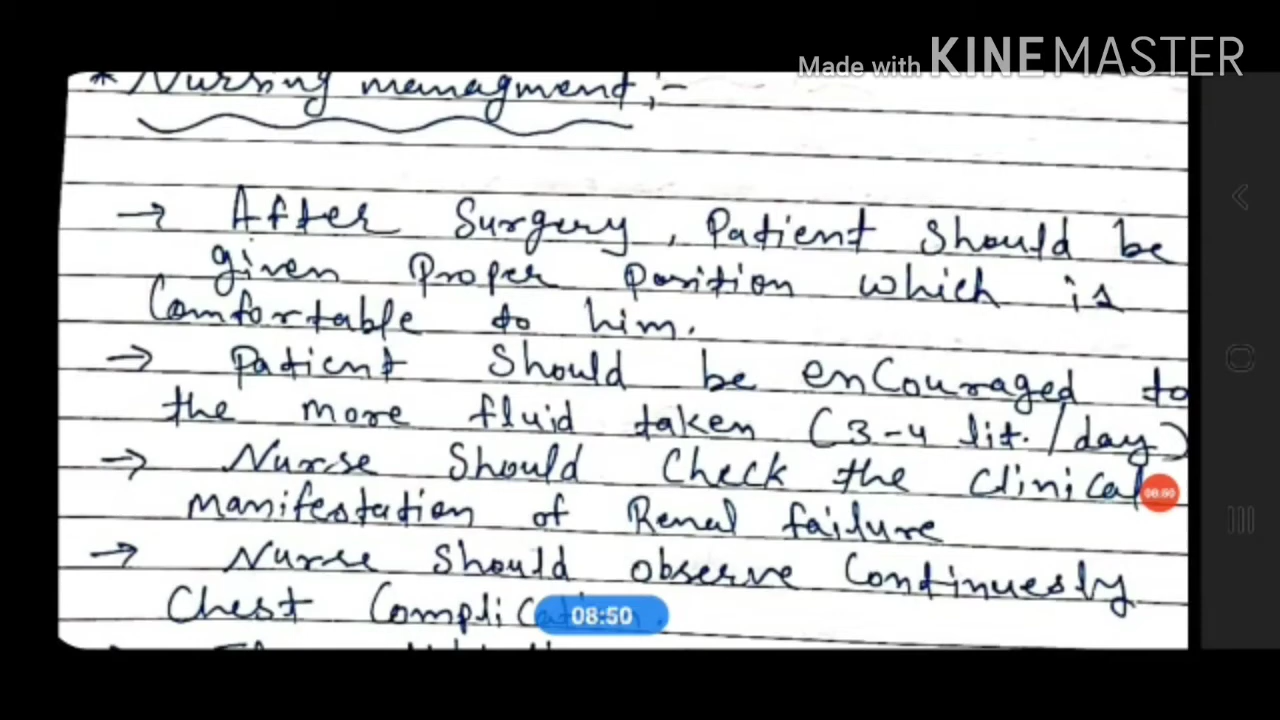 Made with KINEMASTER
* Nursing managment :-
→ After Surgery, Patient should be
given Proper Position which is
Comfortable to him.
→ Patient Should be enCouraged to
the more fluid taken (3-4 lit./day)
→ Nurse Should Check the Clinical
manifestation of Renal failure
→ Nurse Should observe Continuesly
Chest
08:50
08:50